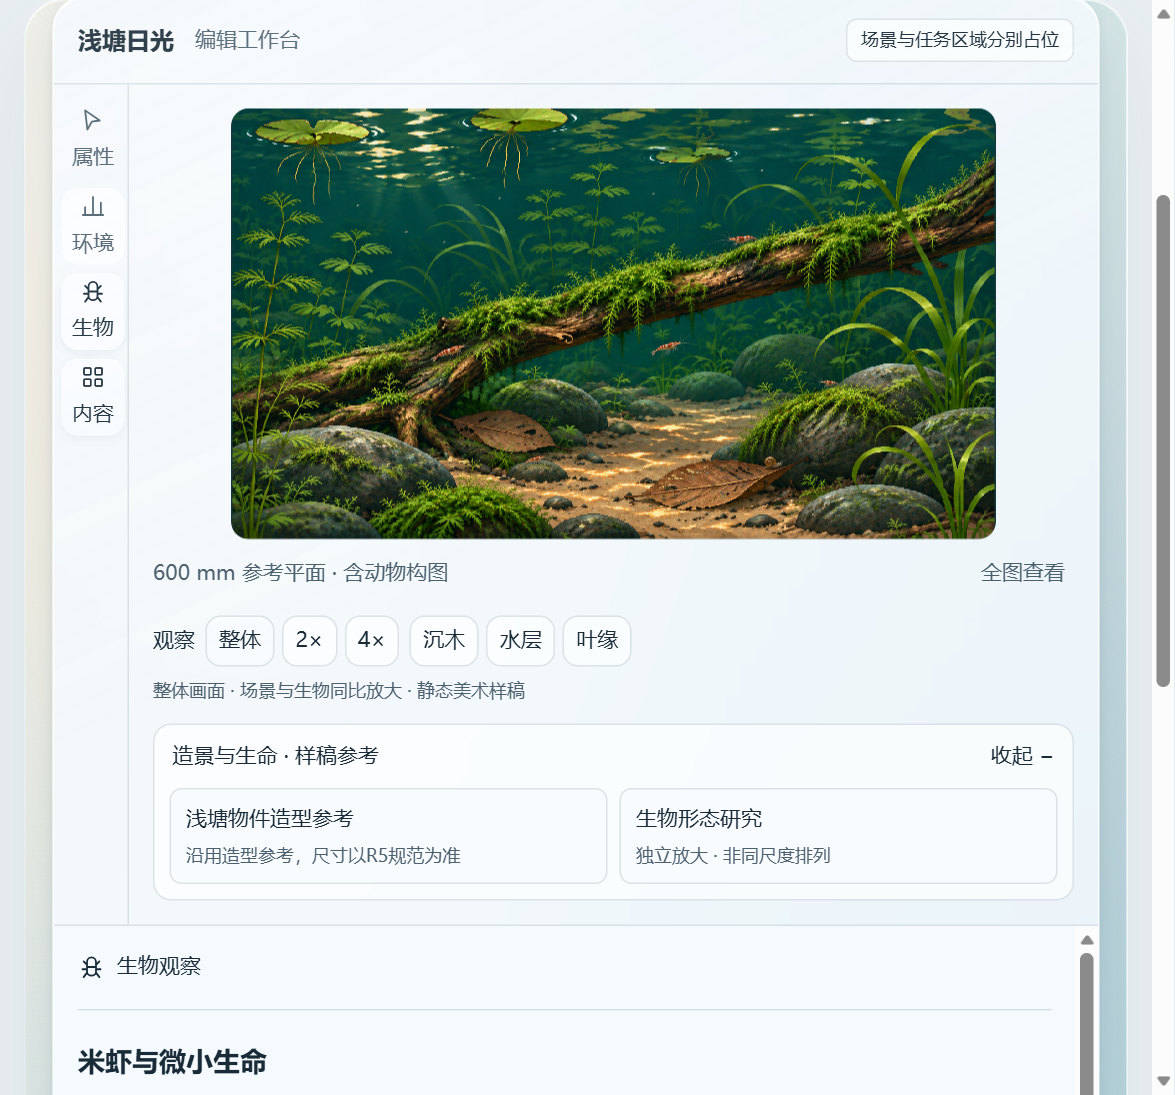 浅塘日光 编辑工作台
场景与任务区域分别占位
属性
环境
生物
内容
600 mm 参考平面 · 含动物构图
全图查看
观察 整体 2× 4× 沉木 水层 叶缘
整体画面 · 场景与生物同比放大 · 静态美术样稿
造景与生命 · 样稿参考
收起 −
浅塘物件造型参考
沿用造型参考，尺寸以R5规范为准
生物形态研究
独立放大 · 非同尺度排列
生物观察
米虾与微小生命